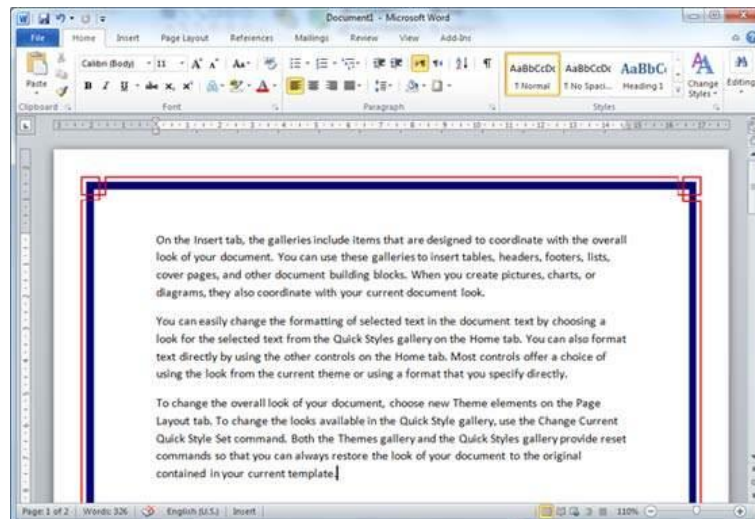 Document1 - Microsoft Word
File Home Insert Page Layout References Mailings Review View Add-Ins
Calibri (Body) 11 A A Aa
Paste B I U abc x, x² A AaBbCcDc AaBbCcDc AaBbC Change Styles Editing
¶ Normal ¶ No Spaci... Heading 1
Clipboard Font Paragraph Styles
On the Insert tab, the galleries include items that are designed to coordinate with the overall
look of your document. You can use these galleries to insert tables, headers, footers, lists,
cover pages, and other document building blocks. When you create pictures, charts, or
diagrams, they also coordinate with your current document look.
You can easily change the formatting of selected text in the document text by choosing a
look for the selected text from the Quick Styles gallery on the Home tab. You can also format
text directly by using the other controls on the Home tab. Most controls offer a choice of
using the look from the current theme or using a format that you specify directly.
To change the overall look of your document, choose new Theme elements on the Page
Layout tab. To change the looks available in the Quick Style gallery, use the Change Current
Quick Style Set command. Both the Themes gallery and the Quick Styles gallery provide reset
commands so that you can always restore the look of your document to the original
contained in your current template.
Page: 1 of 2 Words: 326 English (U.S.) Insert 110%